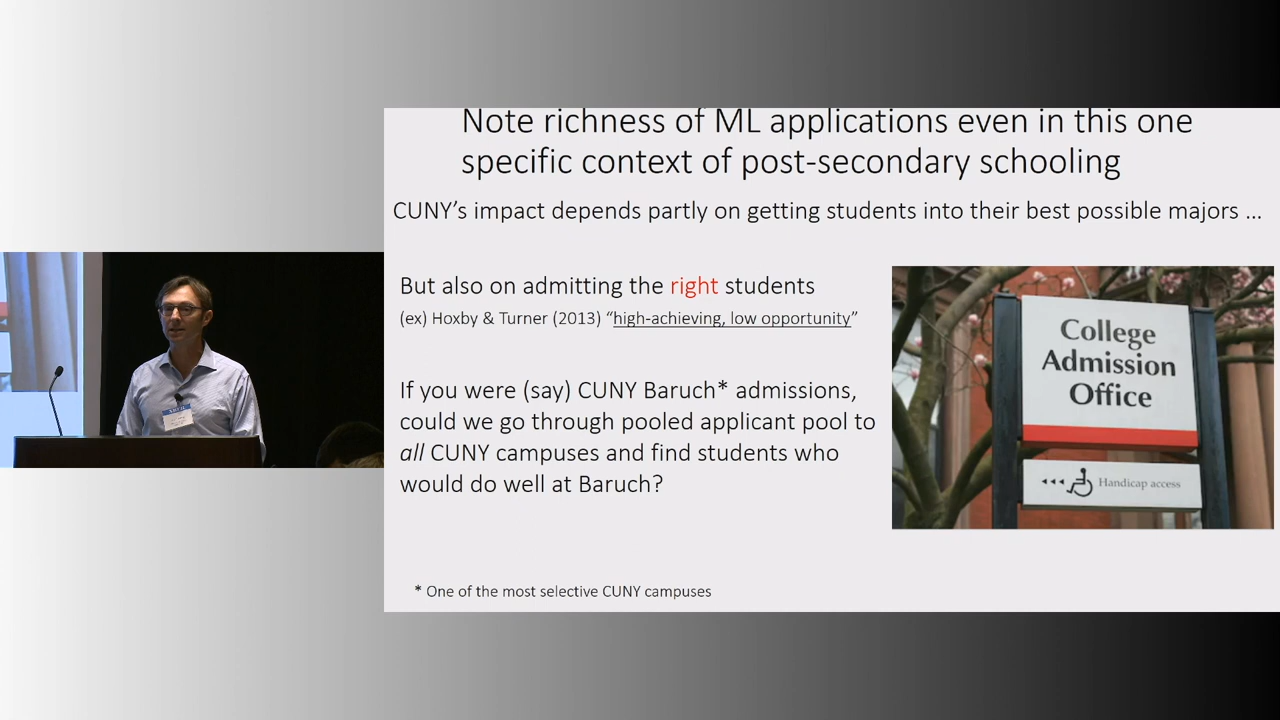 Note richness of ML applications even in this one
specific context of post-secondary schooling
CUNY's impact depends partly on getting students into their best possible majors ...
But also on admitting the right students
(ex) Hoxby & Turner (2013) “high-achieving, low opportunity”
If you were (say) CUNY Baruch* admissions,
could we go through pooled applicant pool to
all CUNY campuses and find students who
would do well at Baruch?
* One of the most selective CUNY campuses
College
Admission
Office
Handicap access